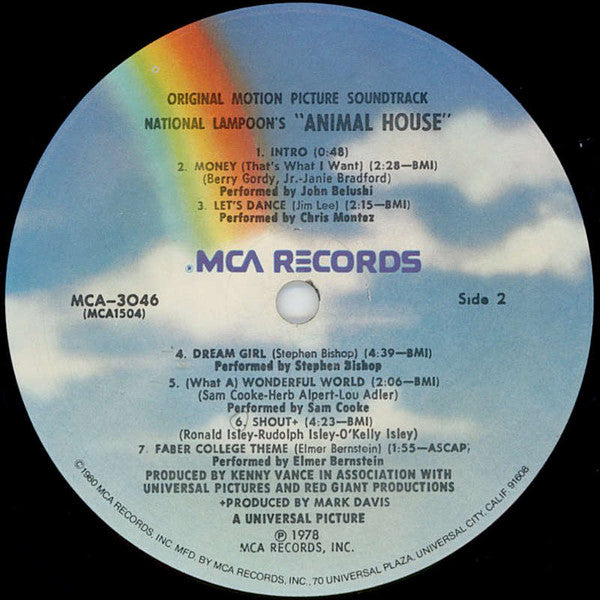 ORIGINAL MOTION PICTURE SOUNDTRACK
NATIONAL LAMPOON'S "ANIMAL HOUSE"
1. INTRO (0:48)
2. MONEY (That's What I Want) (2:28—BMI)
(Berry Gordy, Jr.-Janie Bradford)
Performed by John Belushi
3. LET'S DANCE (Jim Lee) (2:15—BMI)
Performed by Chris Montez
®MCA RECORDS
MCA-3046
(MCA1504)
Side 2
4. DREAM GIRL (Stephen Bishop) (4:39—BMI)
Performed by Stephen Bishop
5. (What A) WONDERFUL WORLD (2:06—BMI)
(Sam Cooke-Herb Alpert-Lou Adler)
Performed by Sam Cooke
6. SHOUT+ (4:23—BMI)
(Ronald Isley-Rudolph Isley-O'Kelly Isley)
7. FABER COLLEGE THEME (Elmer Bernstein) (1:55—ASCAP)
Performed by Elmer Bernstein
PRODUCED BY KENNY VANCE IN ASSOCIATION WITH
UNIVERSAL PICTURES AND RED GIANT PRODUCTIONS
+PRODUCED BY MARK DAVIS
A UNIVERSAL PICTURE
℗ 1978
MCA RECORDS, INC.
©1980 MCA RECORDS, INC. MFD. BY MCA RECORDS, INC., 70 UNIVERSAL PLAZA, UNIVERSAL CITY, CALIF. 91608